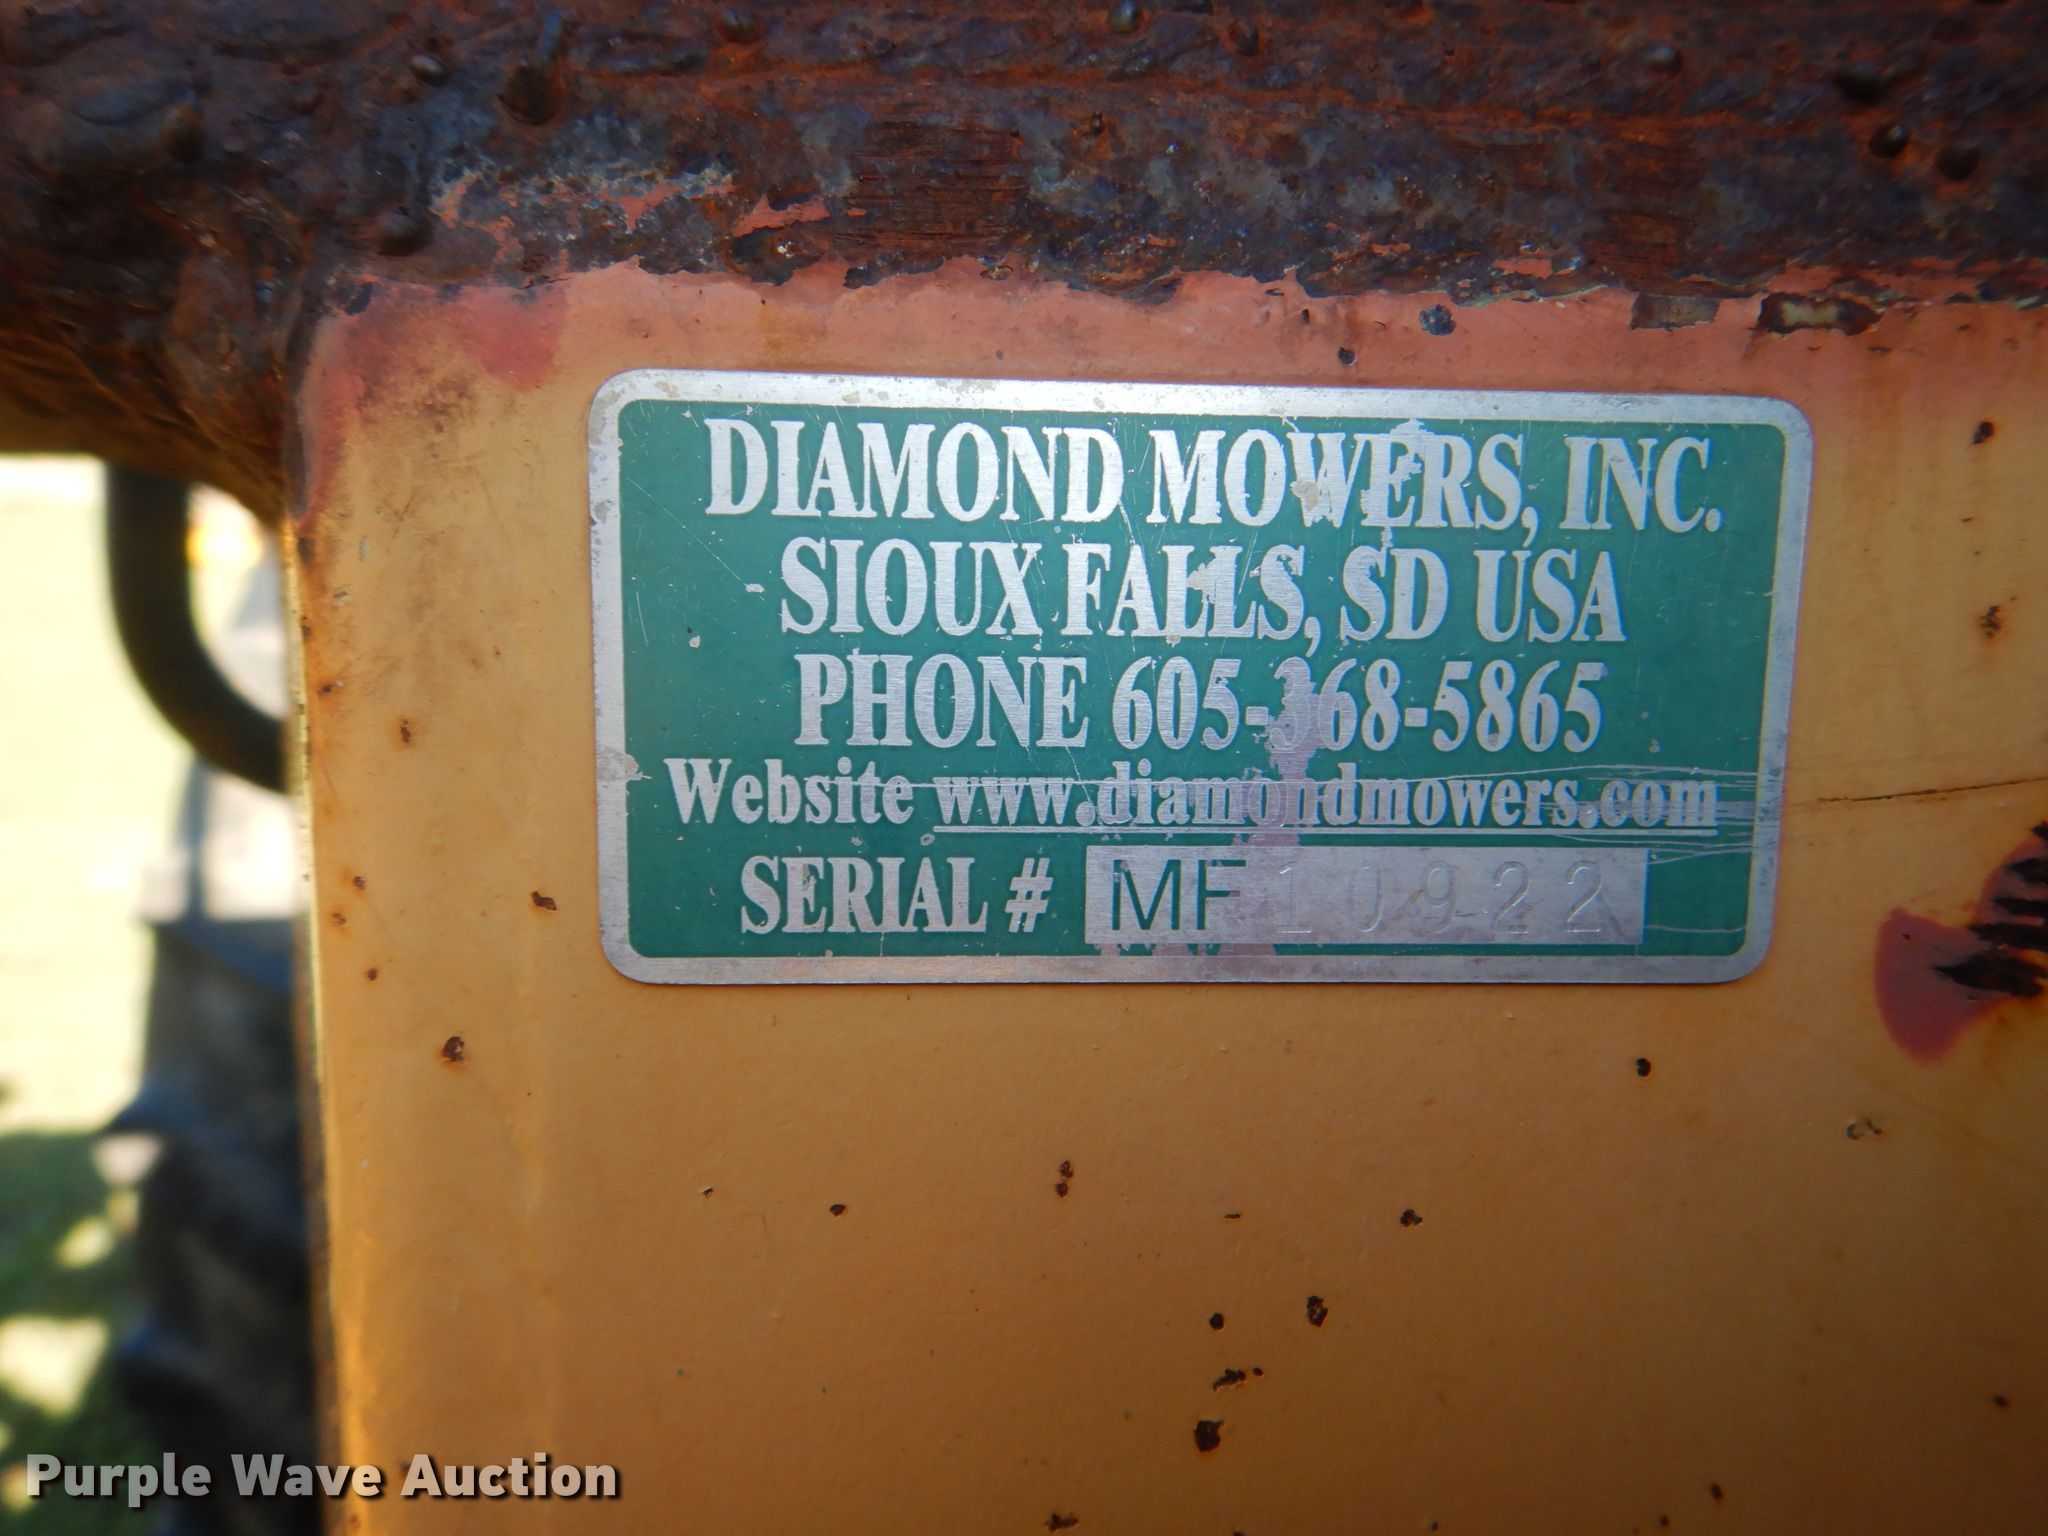 DIAMOND MOWERS, INC.
SIOUX FALLS, SD USA
PHONE 605-368-5865
Website www.diamondmowers.com
SERIAL # MF10922
Purple Wave Auction